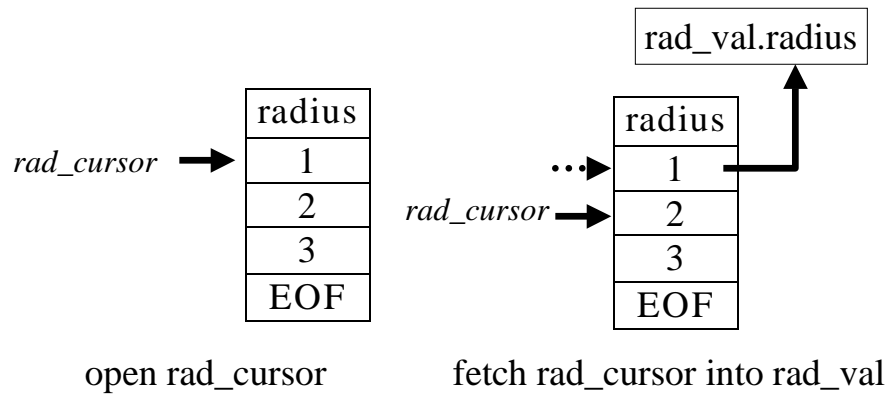 rad_val.radius
radius
rad_cursor
1
2
3
EOF
radius
1
rad_cursor
2
3
EOF
open rad_cursor
fetch rad_cursor into rad_val